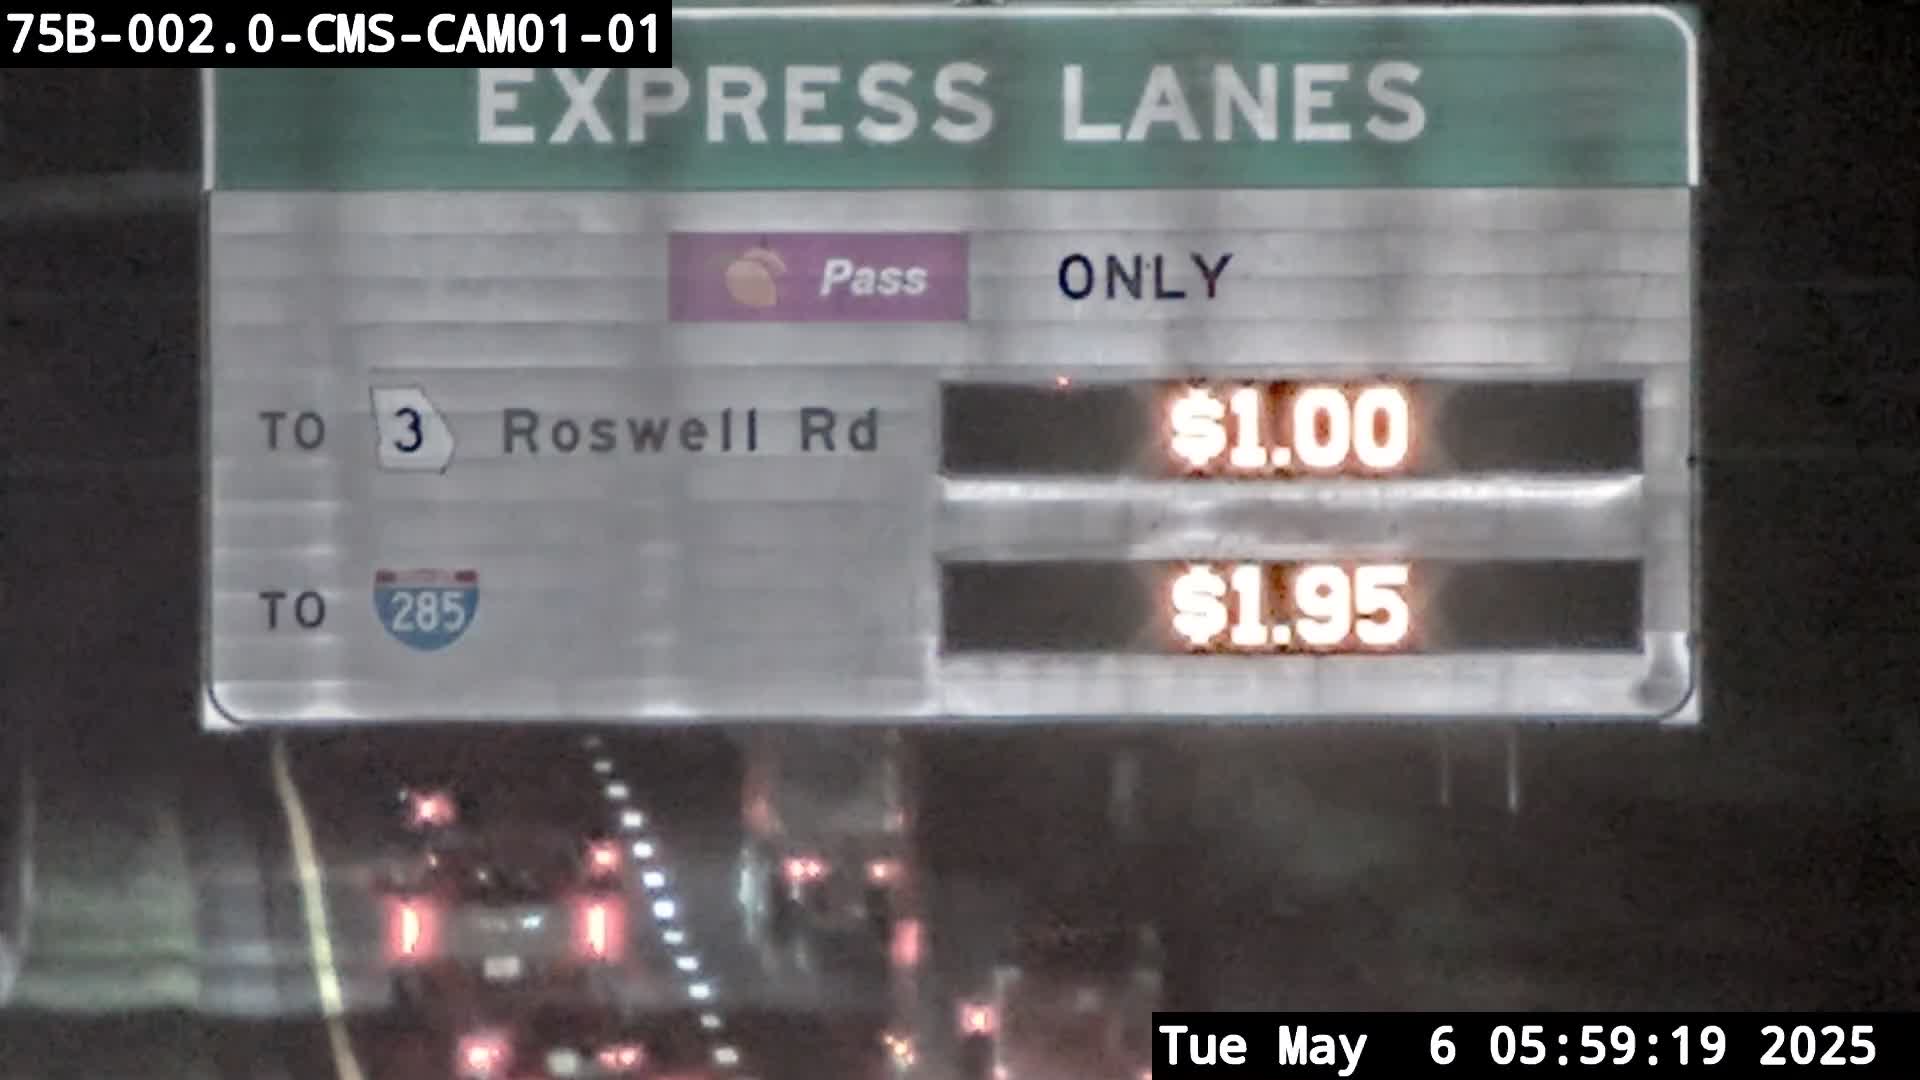 75B-002.0-CMS-CAM01-01
EXPRESS LANES
Pass ONLY
TO 3 Roswell Rd $1.00
TO 285 $1.95
Tue May 6 05:59:19 2025